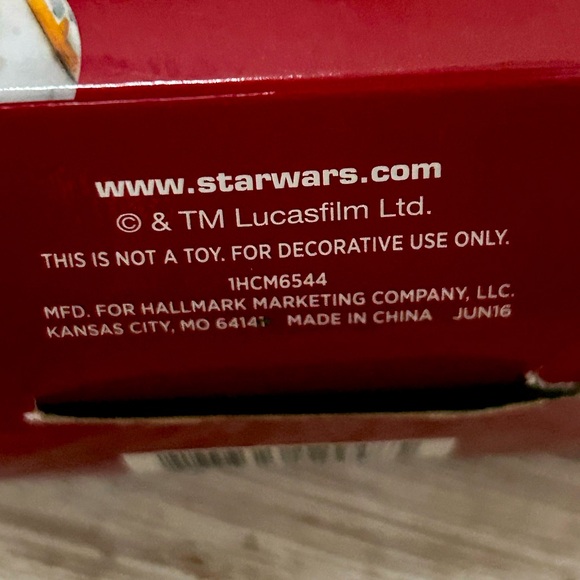 www.starwars.com
© & TM Lucasfilm Ltd.
THIS IS NOT A TOY. FOR DECORATIVE USE ONLY.
1HCM6544
MFD. FOR HALLMARK MARKETING COMPANY, LLC.
KANSAS CITY, MO 64141 MADE IN CHINA JUN16